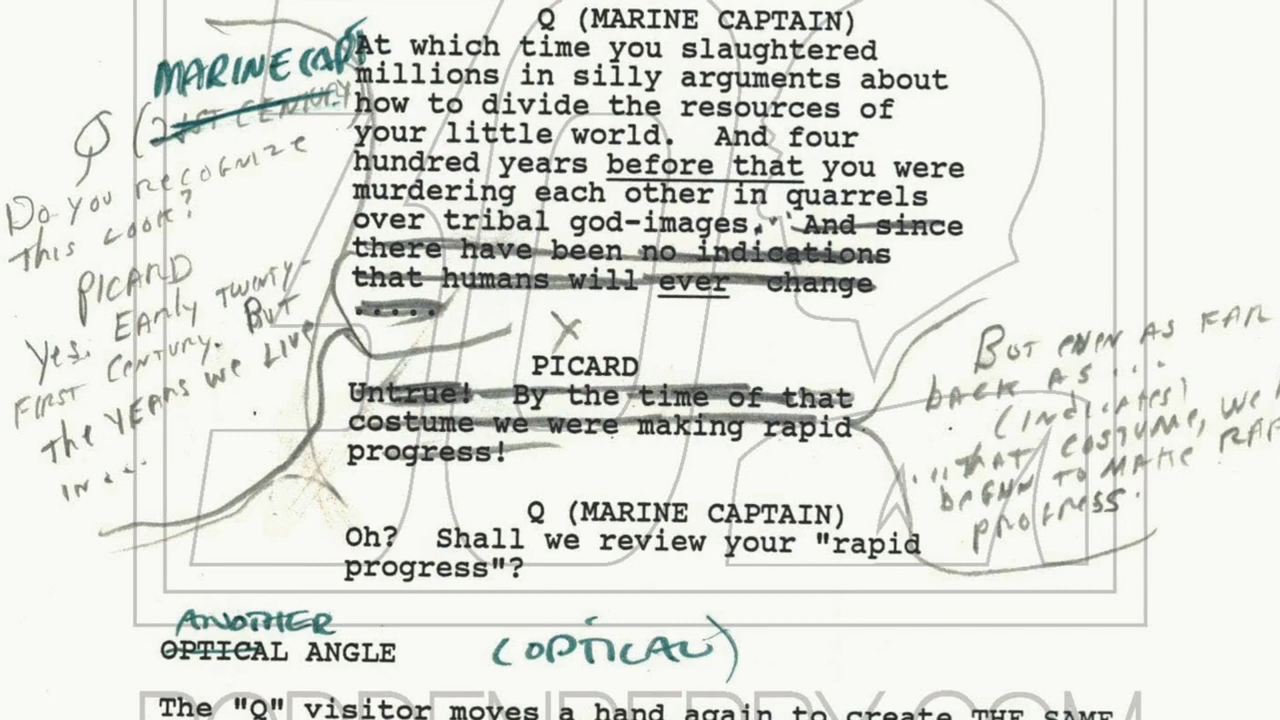 Q (MARINE CAPTAIN)
At which time you slaughtered
millions in silly arguments about
how to divide the resources of
your little world. And four
hundred years before that you were
murdering each other in quarrels
over tribal god-images. And since
there have been no indications
that humans will ever change
.....
MARINE CAPT
Q (21ST CENTURY
Do you recognize
this look?
PICARD
Yes. Early twenty-
first century. But
the years we live
in ...
PICARD
Untrue! By the time of that
costume we were making rapid
progress!
But even as far
back as ...
(indicates)
... that costume, we
begun to make
progress.
Q (MARINE CAPTAIN)
Oh? Shall we review your "rapid
progress"?
ANOTHER
OPTICAL ANGLE (OPTICAL)
The "Q" visitor moves a hand again to create THE SAME
RODDENBERRY.COM